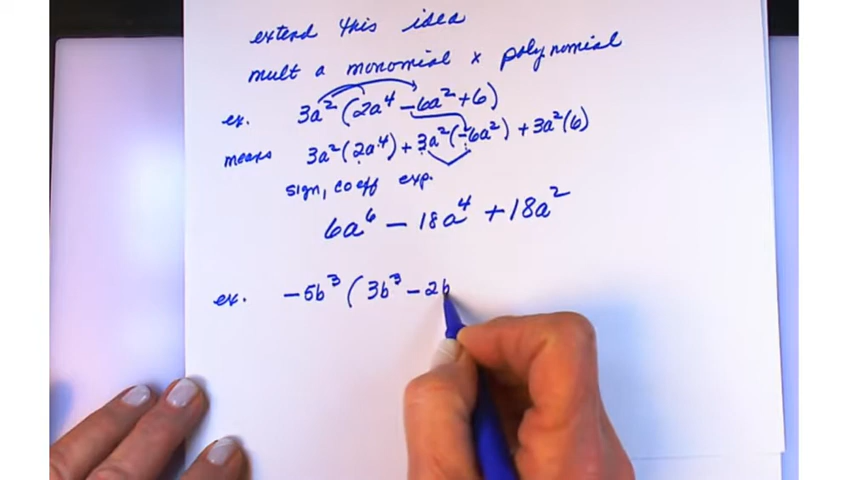 extend this idea
mult a monomial x polynomial
ex. 3a²(2a⁴ - 6a² + 6)
means 3a²(2a⁴) + 3a²(-6a²) + 3a²(6)
sign, coeff exp.
6a⁶ - 18a⁴ + 18a²
ex. -5b³(3b³ - 2b